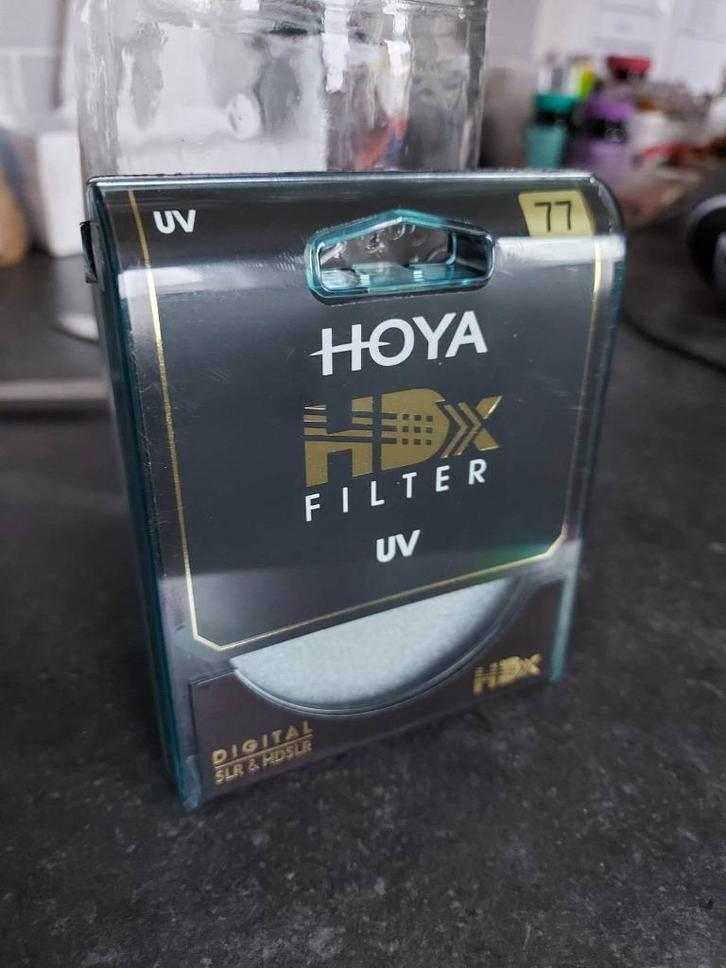 UV
77
HOYA
HDX
FILTER
UV
HDX
DIGITAL
SLR & HDSLR